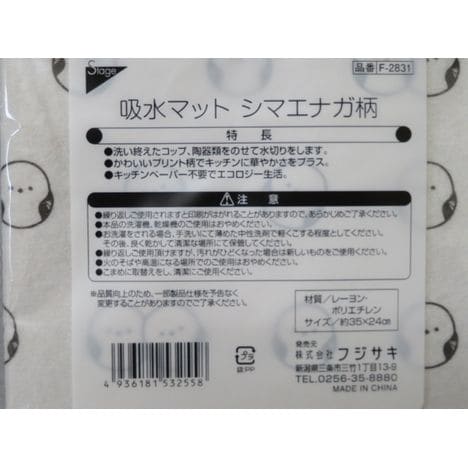 Stage
品番 F-2831
吸水マット シマエナガ柄
特長
●洗い終えたコップ、陶器類をのせて水切りをします。
●かわいいプリント柄でキッチンに華やかさをプラス。
●キッチンペーパー不要でエコロジー生活。
注意
●繰り返しご使用されますと印刷がはがれることがありますので、あらかじめご了承ください。
●本品の洗濯機、乾燥機のご使用はおやめください。
●お洗濯をされる場合、手洗いにて薄めた中性洗剤で軽くこする程度としていただき、
その後、良く乾かして清潔な場所にて保管してください。
●繰り返しご使用頂けますが、汚れがひどくなった場合は新しいものをご使用ください。
●火のそばや高温になる場所でのご使用はおやめください。
●こまめに取替えをし、清潔にご使用ください。
※品質向上のため、一部製品仕様を予告なく
変更することがありますのでご了承ください。
材質／レーヨン・
ポリエチレン
サイズ／約35×24㎝
4 936181 532558
プラ
袋:PP
発売元
株式会社 フジサキ
新潟県三条市三竹1丁目13-9
TEL.0256-35-8880
MADE IN CHINA